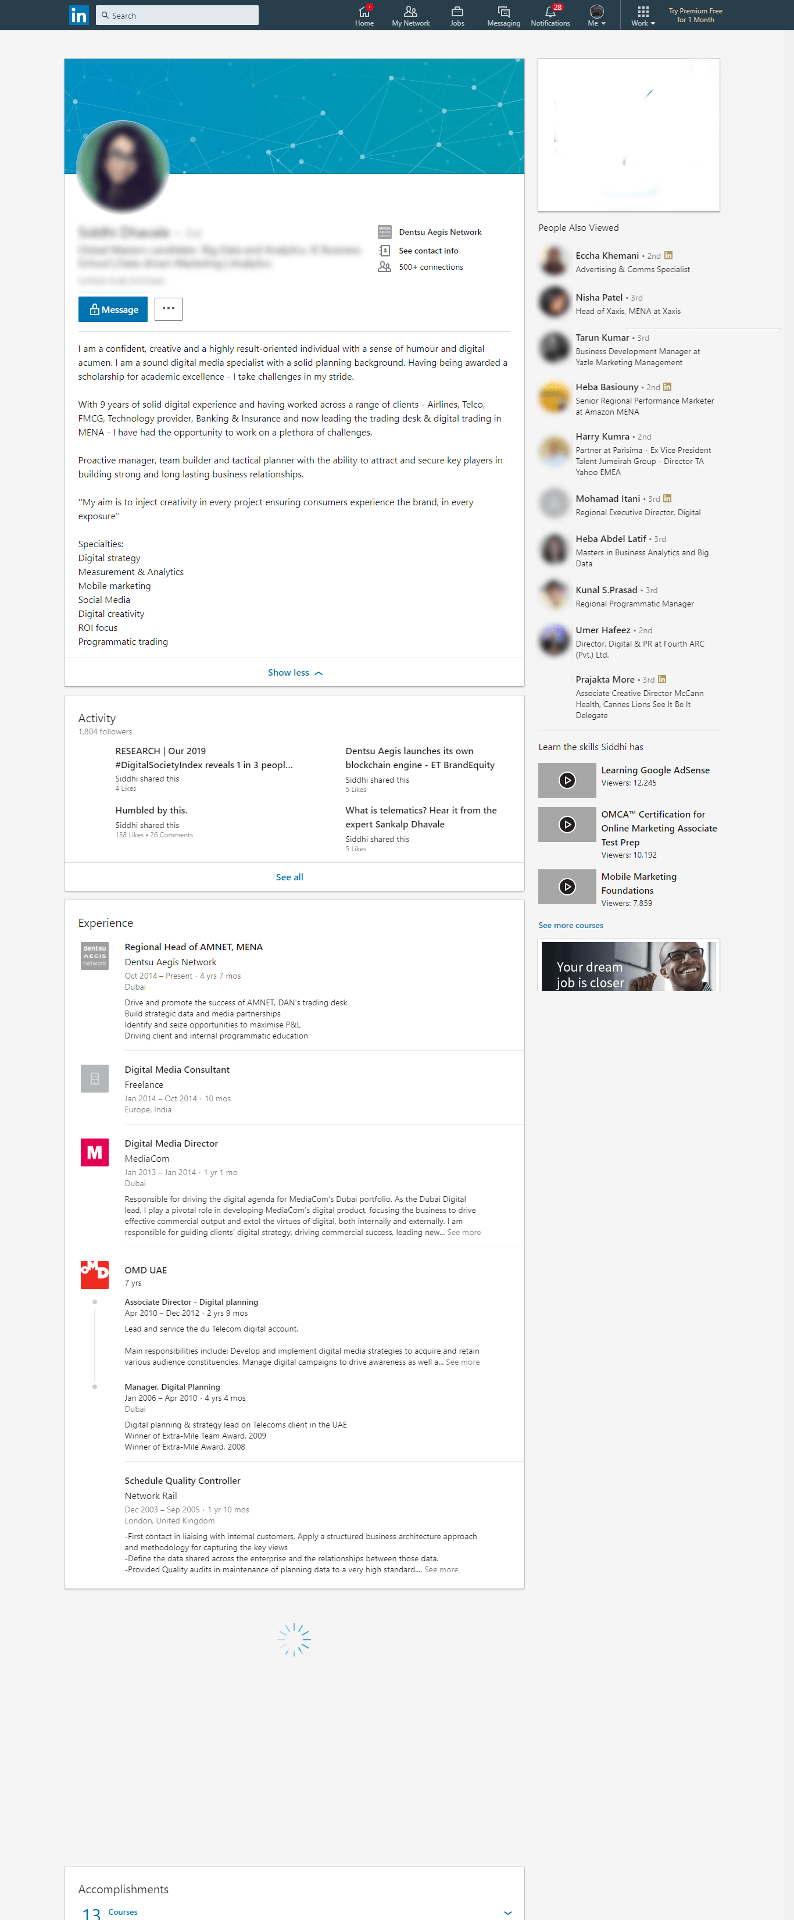 in
Search
Home
My Network
Jobs
Messaging
28
Notifications
Me
Work
Try Premium Free
for 1 Month
Dentsu Aegis Network
See contact info
500+ connections
Message
I am a confident, creative and a highly result-oriented individual with a sense of humour and digital
acumen. I am a sound digital media specialist with a solid planning background. Having being awarded a
scholarship for academic excellence - I take challenges in my stride.
With 9 years of solid digital experience and having worked across a range of clients - Airlines, Telco,
FMCG, Technology provider, Banking & Insurance and now leading the trading desk & digital trading in
MENA - I have had the opportunity to work on a plethora of challenges.
Proactive manager, team builder and tactical planner with the ability to attract and secure key players in
building strong and long lasting business relationships.
"My aim is to inject creativity in every project ensuring consumers experience the brand, in every
exposure"
Specialties:
Digital strategy
Measurement & Analytics
Mobile marketing
Social Media
Digital creativity
ROI focus
Programmatic trading
Show less
Activity
1,804 followers
RESEARCH | Our 2019
#DigitalSocietyIndex reveals 1 in 3 peopl...
Siddhi shared this
4 Likes
Dentsu Aegis launches its own
blockchain engine - ET BrandEquity
Siddhi shared this
5 Likes
Humbled by this.
Siddhi shared this
138 Likes • 26 Comments
What is telematics? Hear it from the
expert Sankalp Dhavale
Siddhi shared this
5 Likes
See all
Experience
dentsu
AEGIS
network
Regional Head of AMNET, MENA
Dentsu Aegis Network
Oct 2014 – Present · 4 yrs 7 mos
Dubai
Drive and promote the success of AMNET, DAN's trading desk
Build strategic data and media partnerships
Identify and seize opportunities to maximise P&L
Driving client and internal programmatic education
Digital Media Consultant
Freelance
Jan 2014 – Oct 2014 · 10 mos
Europe, India
M
Digital Media Director
MediaCom
Jan 2013 – Jan 2014 · 1 yr 1 mo
Dubai
Responsible for driving the digital agenda for MediaCom's Dubai portfolio. As the Dubai Digital
lead, I play a pivotal role in developing MediaCom's digital product, focusing the business to drive
effective commercial output and extol the virtues of digital, both internally and externally. I am
responsible for guiding clients' digital strategy, driving commercial success, leading new... See more
OMD
OMD UAE
7 yrs
Associate Director - Digital planning
Apr 2010 – Dec 2012 · 2 yrs 9 mos
Lead and service the du Telecom digital account.
Main responsibilities include: Develop and implement digital media strategies to acquire and retain
various audience constituencies. Manage digital campaigns to drive awareness as well a... See more
Manager, Digital Planning
Jan 2006 – Apr 2010 · 4 yrs 4 mos
Dubai
Digital planning & strategy lead on Telecoms client in the UAE
Winner of Extra-Mile Team Award, 2009
Winner of Extra-Mile Award, 2008
Schedule Quality Controller
Network Rail
Dec 2003 – Sep 2005 · 1 yr 10 mos
London, United Kingdom
-First contact in liaising with internal customers, Apply a structured business architecture approach
and methodology for capturing the key views
-Define the data shared across the enterprise and the relationships between those data.
-Provided Quality audits in maintenance of planning data to a very high standard.... See more
Accomplishments
13 Courses
People Also Viewed
Eccha Khemani • 2nd in
Advertising & Comms Specialist
Nisha Patel • 3rd
Head of Xaxis, MENA at Xaxis
Tarun Kumar • 3rd
Business Development Manager at
Yazle Marketing Management
Heba Basiouny • 2nd in
Senior Regional Performance Marketer
at Amazon MENA
Harry Kumra • 2nd
Partner at Parisima - Ex Vice President
Talent Jumeirah Group - Director TA
Yahoo EMEA
Mohamad Itani • 3rd in
Regional Executive Director, Digital
Heba Abdel Latif • 3rd
Masters in Business Analytics and Big
Data
Kunal S.Prasad • 3rd
Regional Programmatic Manager
Umer Hafeez • 2nd
Director, Digital & PR at Fourth ARC
(Pvt.) Ltd.
Prajakta More • 3rd in
Associate Creative Director McCann
Health, Cannes Lions See It Be It
Delegate
Learn the skills Siddhi has
Learning Google AdSense
Viewers: 12,245
OMCA™ Certification for
Online Marketing Associate
Test Prep
Viewers: 10,192
Mobile Marketing
Foundations
Viewers: 7,859
See more courses
Your dream
job is closer